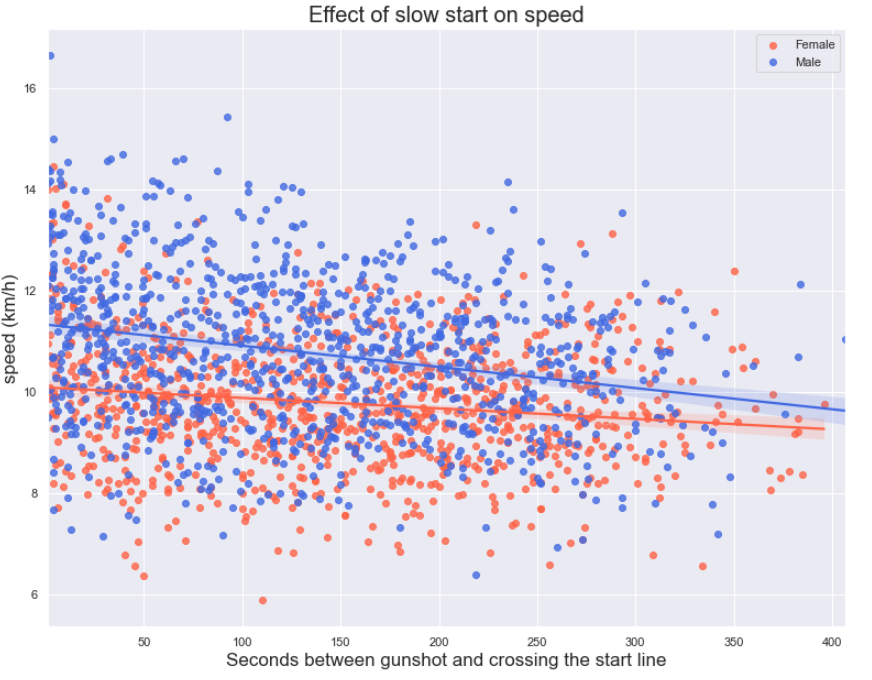 Effect of slow start on speed
Female
Male
16
14
12
10
8
6
speed (km/h)
50 100 150 200 250 300 350 400
Seconds between gunshot and crossing the start line